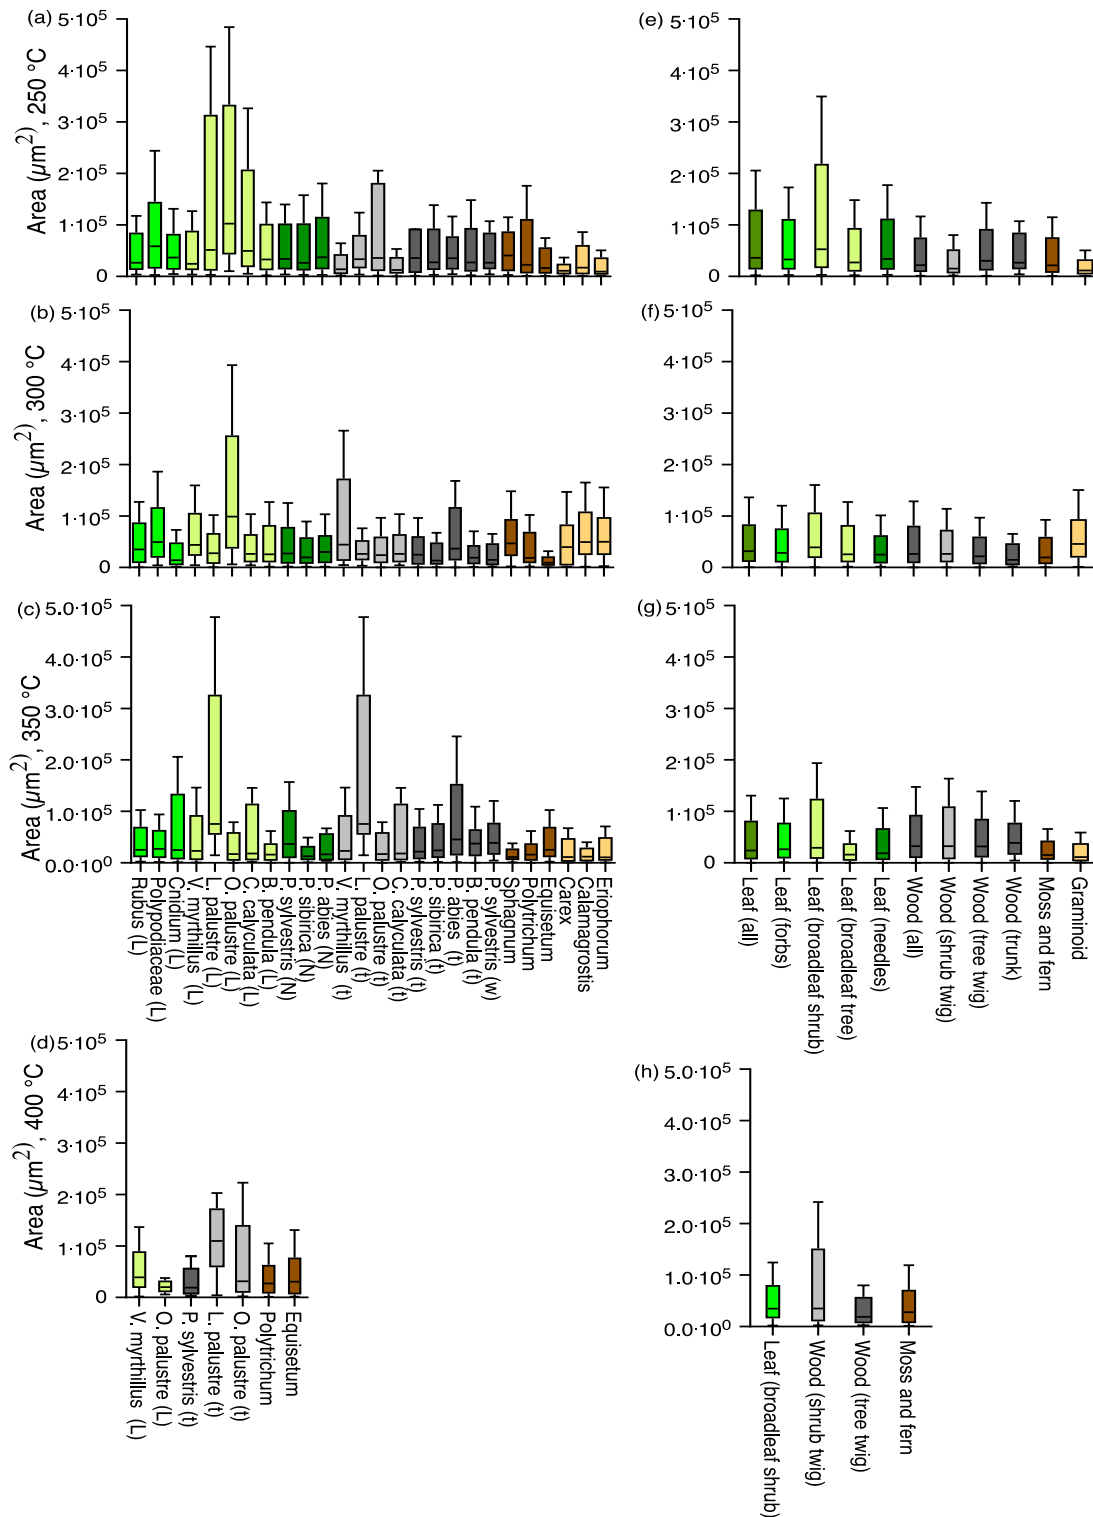 (a)
5·10⁵
4·10⁵
3·10⁵
2·10⁵
1·10⁵
0
Area (μm²), 250 °C
(e)
5·10⁵
4·10⁵
3·10⁵
2·10⁵
1·10⁵
0
(b)
5·10⁵
4·10⁵
3·10⁵
2·10⁵
1·10⁵
0
Area (μm²), 300 °C
(f)
5·10⁵
4·10⁵
3·10⁵
2·10⁵
1·10⁵
0
(c)
5.0·10⁵
4.0·10⁵
3.0·10⁵
2.0·10⁵
1.0·10⁵
0.0·10⁰
Area (μm²), 350 °C
Rubus (L)
Polypodiaceae (L)
Cnidium (L)
V. myrthillus (L)
L. palustre (L)
O. palustre (L)
C. calyculata (L)
B. pendula (L)
P. sylvestris (N)
P. sibirica (N)
P. abies (N)
V. myrthillus (t)
L. palustre (t)
O. palustre (t)
C. calyculata (t)
P. sylvestris (t)
P. sibirica (t)
P. abies (t)
B. pendula (t)
P. sylvestris (w)
Sphagnum
Polytrichum
Equisetum
Carex
Calamagrostis
Eriophorum
(g)
5·10⁵
4·10⁵
3·10⁵
2·10⁵
1·10⁵
0
Leaf (all)
Leaf (forbs)
Leaf (broadleaf shrub)
Leaf (broadleaf tree)
Leaf (needles)
Wood (all)
Wood (shrub twig)
Wood (tree twig)
Wood (trunk)
Moss and fern
Graminoid
(d)
5·10⁵
4·10⁵
3·10⁵
2·10⁵
1·10⁵
0
Area (μm²), 400 °C
V. myrthillus (L)
O. palustre (L)
P. sylvestris (t)
L. palustre (t)
O. palustre (t)
Polytrichum
Equisetum
(h)
5.0·10⁵
4.0·10⁵
3.0·10⁵
2.0·10⁵
1.0·10⁵
0.0·10⁰
Leaf (broadleaf shrub)
Wood (shrub twig)
Wood (tree twig)
Moss and fern